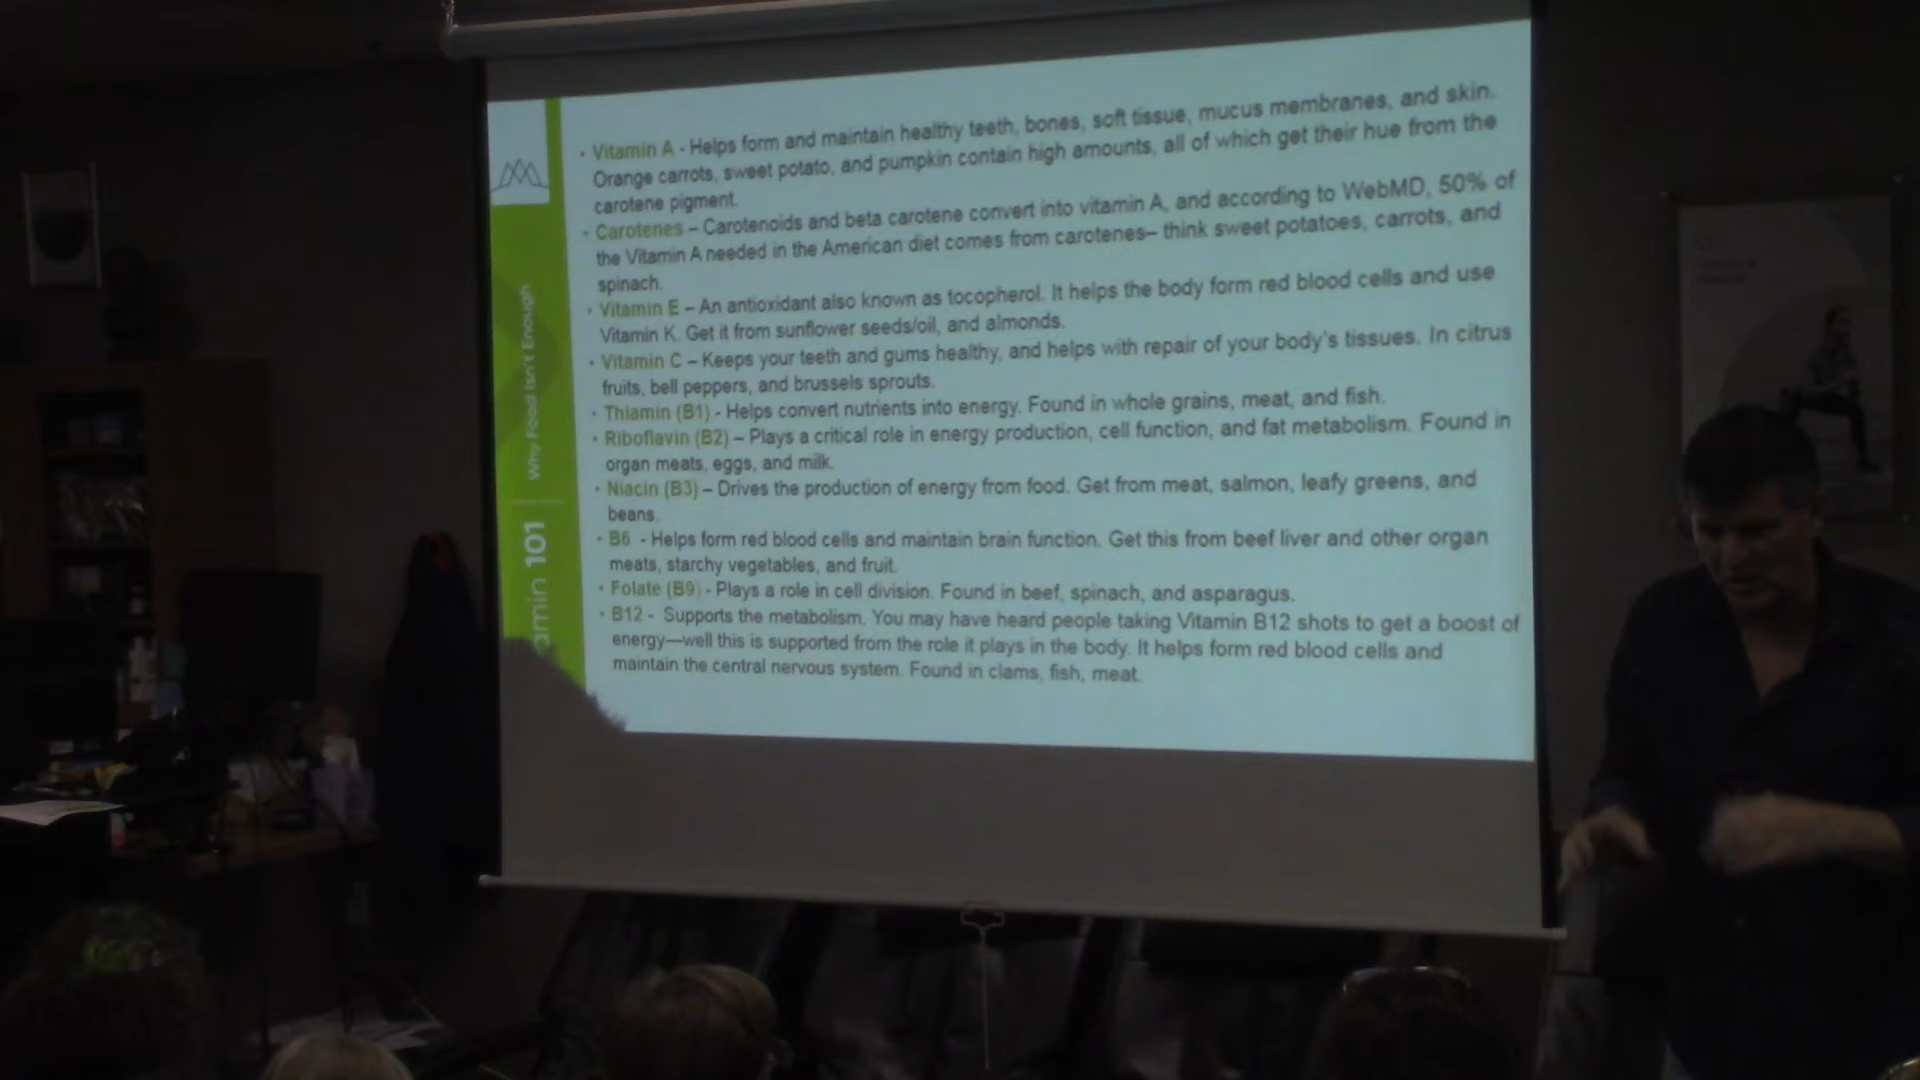 • Vitamin A - Helps form and maintain healthy teeth, bones, soft tissue, mucus membranes, and skin.
Orange carrots, sweet potato, and pumpkin contain high amounts, all of which get their hue from the
carotene pigment.
• Carotenes – Carotenoids and beta carotene convert into vitamin A, and according to WebMD, 50% of
the Vitamin A needed in the American diet comes from carotenes– think sweet potatoes, carrots, and
spinach.
• Vitamin E – An antioxidant also known as tocopherol. It helps the body form red blood cells and use
Vitamin K. Get it from sunflower seeds/oil, and almonds.
• Vitamin C – Keeps your teeth and gums healthy, and helps with repair of your body's tissues. In citrus
fruits, bell peppers, and brussels sprouts.
• Thiamin (B1) - Helps convert nutrients into energy. Found in whole grains, meat, and fish.
• Riboflavin (B2) – Plays a critical role in energy production, cell function, and fat metabolism. Found in
organ meats, eggs, and milk.
• Niacin (B3) – Drives the production of energy from food. Get from meat, salmon, leafy greens, and
beans.
• B6 - Helps form red blood cells and maintain brain function. Get this from beef liver and other organ
meats, starchy vegetables, and fruit.
• Folate (B9) - Plays a role in cell division. Found in beef, spinach, and asparagus.
• B12 - Supports the metabolism. You may have heard people taking Vitamin B12 shots to get a boost of
energy—well this is supported from the role it plays in the body. It helps form red blood cells and
maintain the central nervous system. Found in clams, fish, meat.
amin 101 | Why Food Isn't Enough